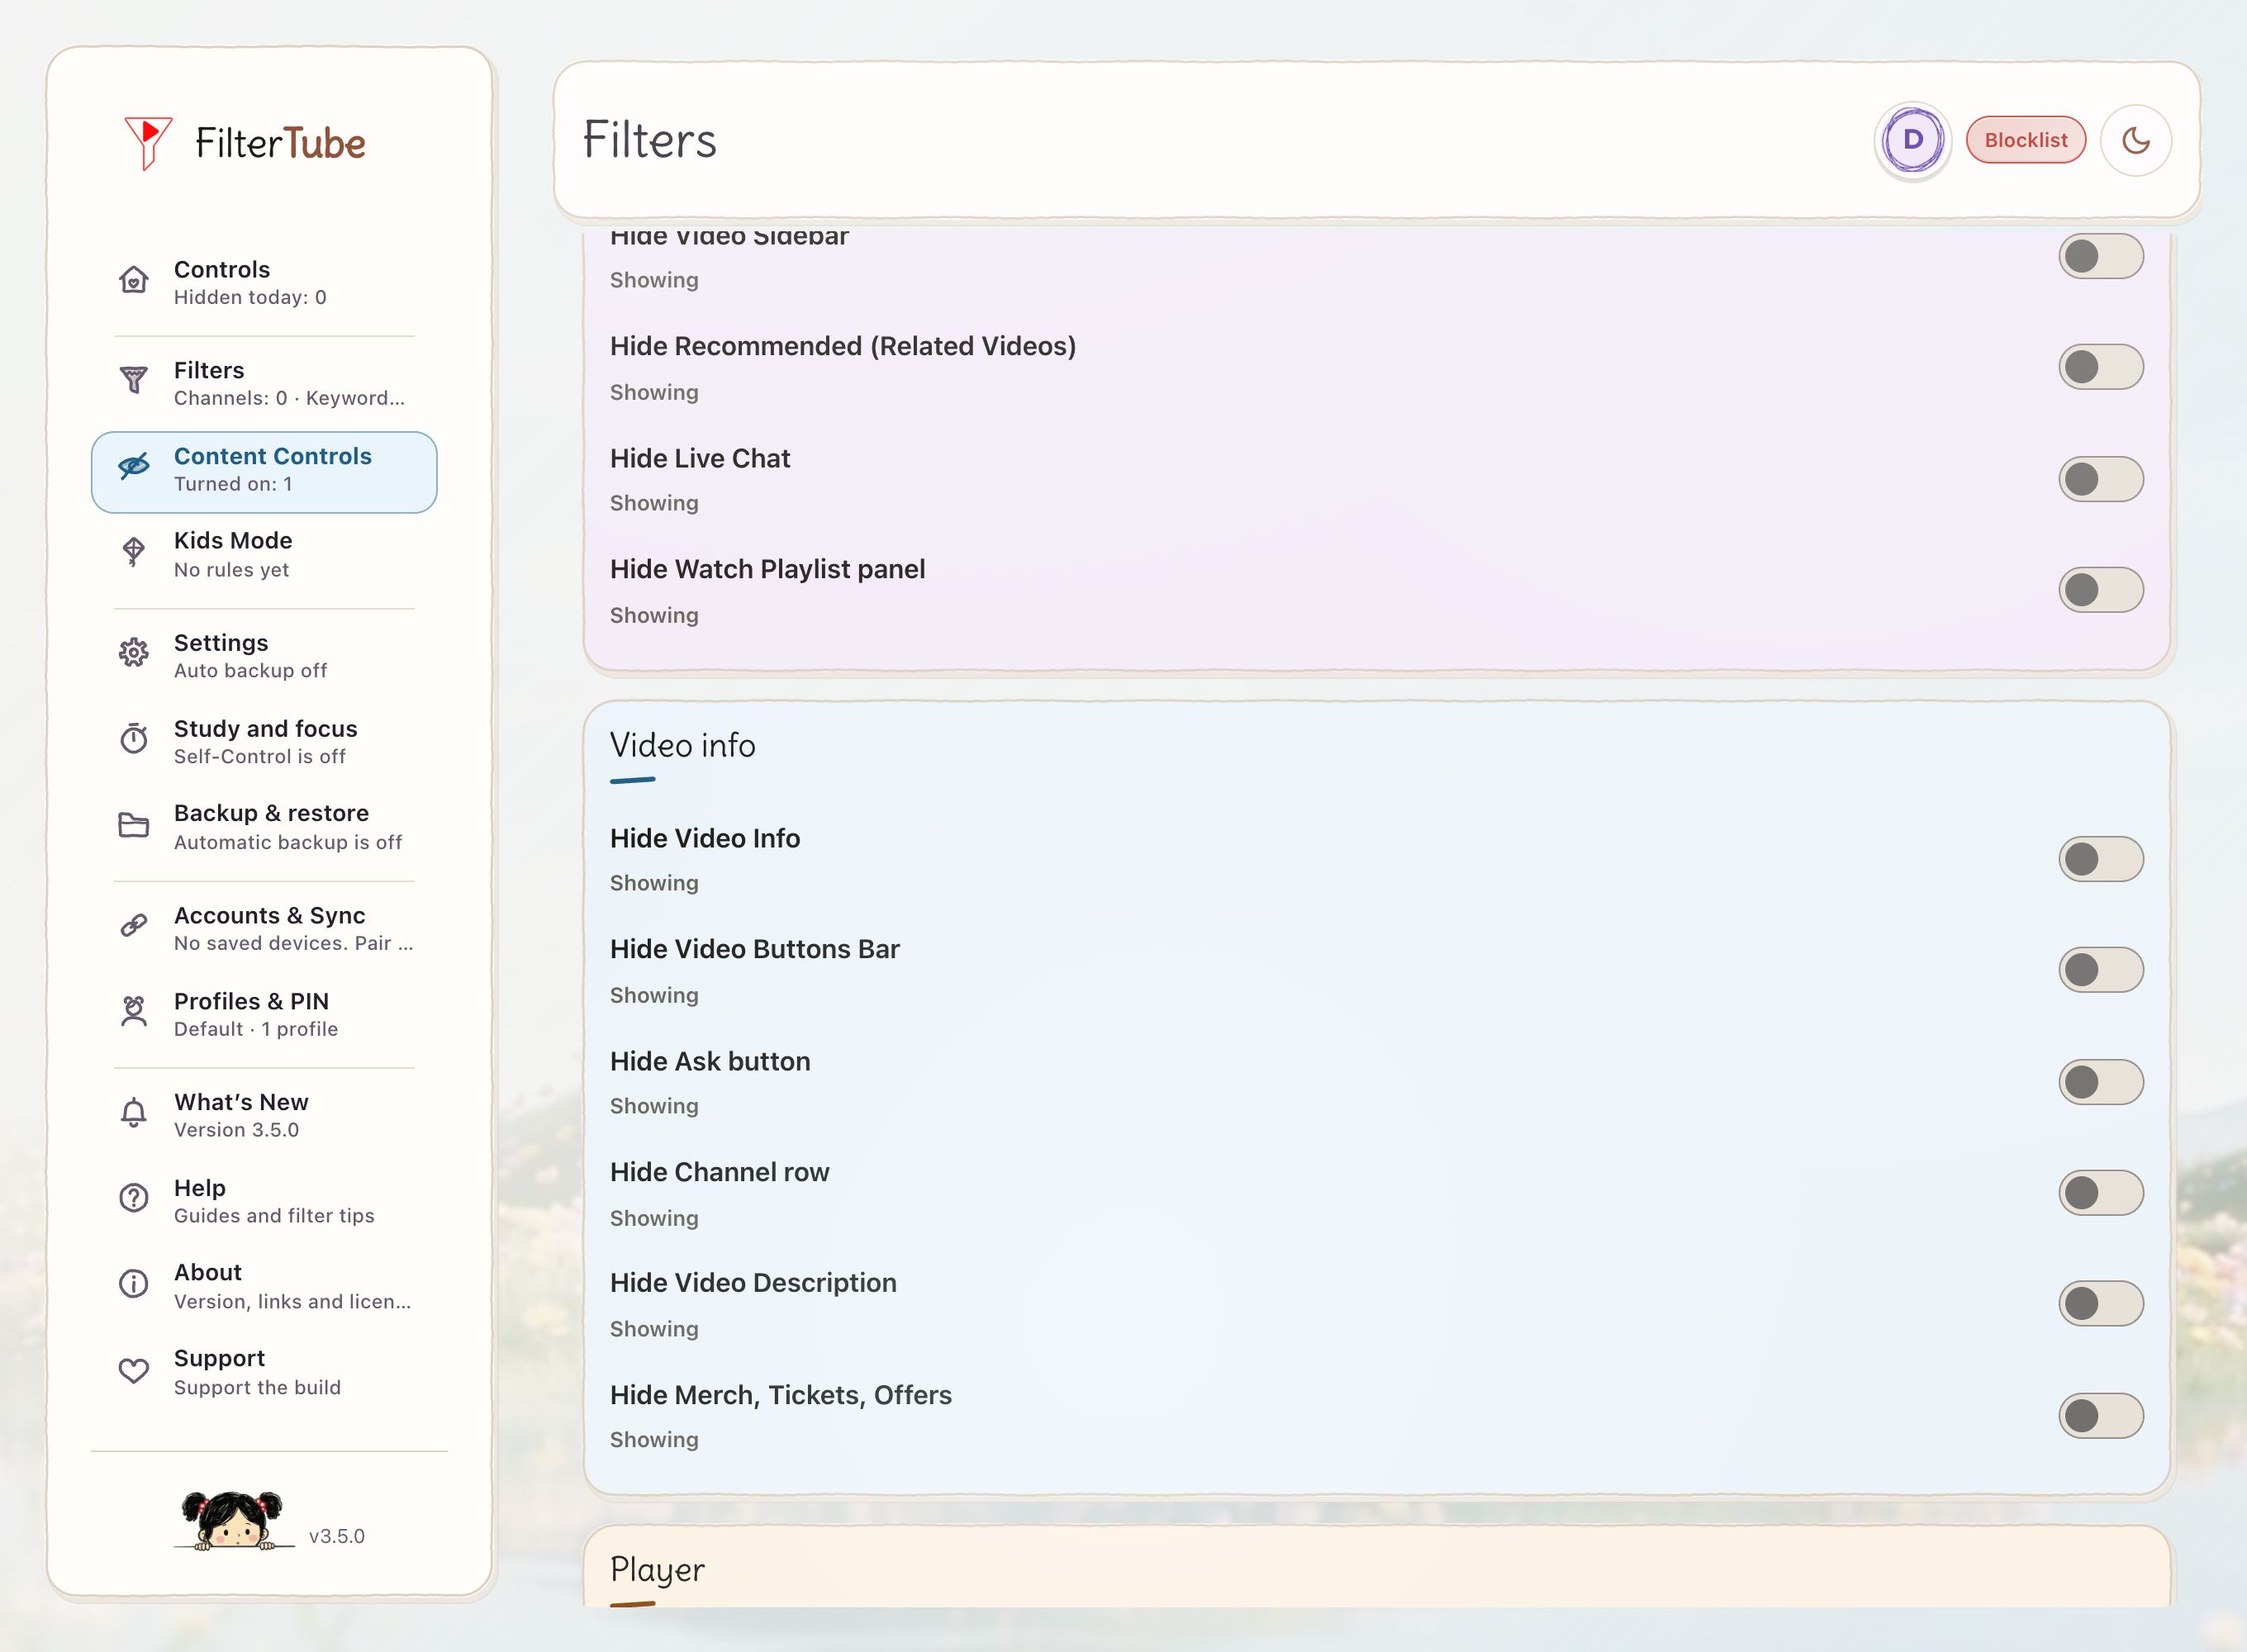 FilterTube
Controls
Hidden today: 0
Filters
Channels: 0 · Keyword...
Content Controls
Turned on: 1
Kids Mode
No rules yet
Settings
Auto backup off
Study and focus
Self-Control is off
Backup & restore
Automatic backup is off
Accounts & Sync
No saved devices. Pair ...
Profiles & PIN
Default · 1 profile
What’s New
Version 3.5.0
Help
Guides and filter tips
About
Version, links and licen...
Support
Support the build
v3.5.0
Filters
D
Blocklist
Hide Video Sidebar
Showing
Hide Recommended (Related Videos)
Showing
Hide Live Chat
Showing
Hide Watch Playlist panel
Showing
Video info
Hide Video Info
Showing
Hide Video Buttons Bar
Showing
Hide Ask button
Showing
Hide Channel row
Showing
Hide Video Description
Showing
Hide Merch, Tickets, Offers
Showing
Player